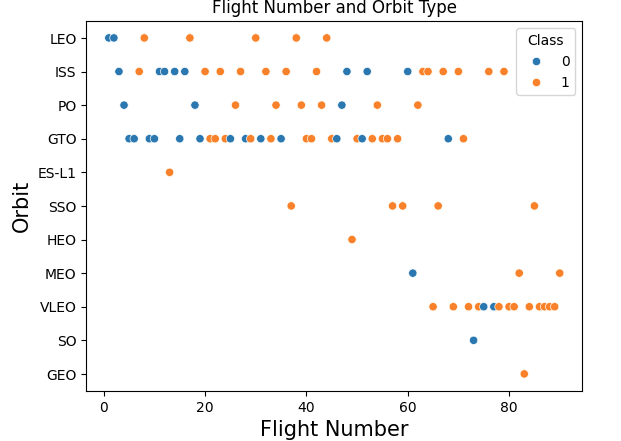 Flight Number and Orbit Type
Class
0
1
LEO
ISS
PO
GTO
ES-L1
SSO
HEO
MEO
VLEO
SO
GEO
Orbit
0 20 40 60 80
Flight Number